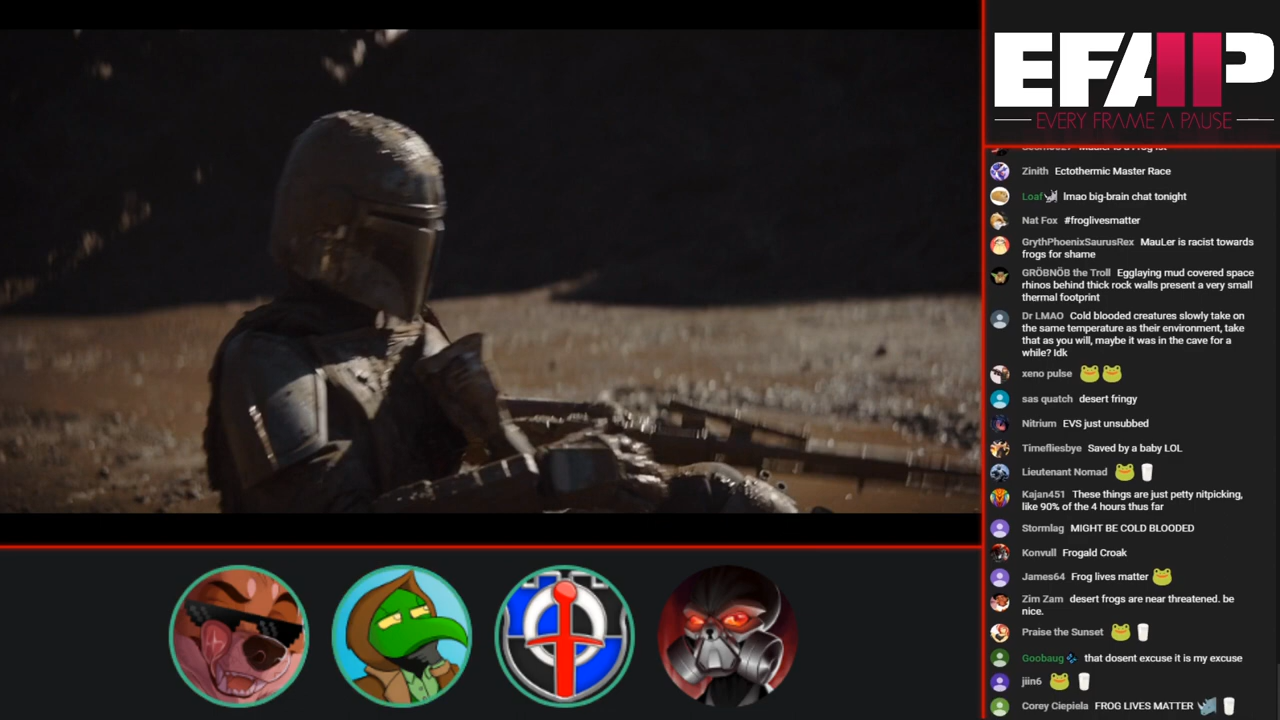 EFAP
EVERY FRAME A PAUSE
Zinith Ectothermic Master Race
Loaf lmao big-brain chat tonight
Nat Fox #froglivesmatter
GrythPhoenixSaurusRex MauLer is racist towards
frogs for shame
GRÖBNÖB the Troll Egglaying mud covered space
rhinos behind thick rock walls present a very small
thermal footprint
Dr LMAO Cold blooded creatures slowly take on
the same temperature as their environment, take
that as you will, maybe it was in the cave for a
while? Idk
xeno pulse
sas quatch desert fringy
Nitrium EVS just unsubbed
Timefliesbye Saved by a baby LOL
Lieutenant Nomad
Kajan451 These things are just petty nitpicking,
like 90% of the 4 hours thus far
Stormlag MIGHT BE COLD BLOODED
Konvull Frogald Croak
James64 Frog lives matter
Zim Zam desert frogs are near threatened. be
nice.
Praise the Sunset
Goobaug that dosent excuse it is my excuse
jiin6
Corey Ciepiela FROG LIVES MATTER